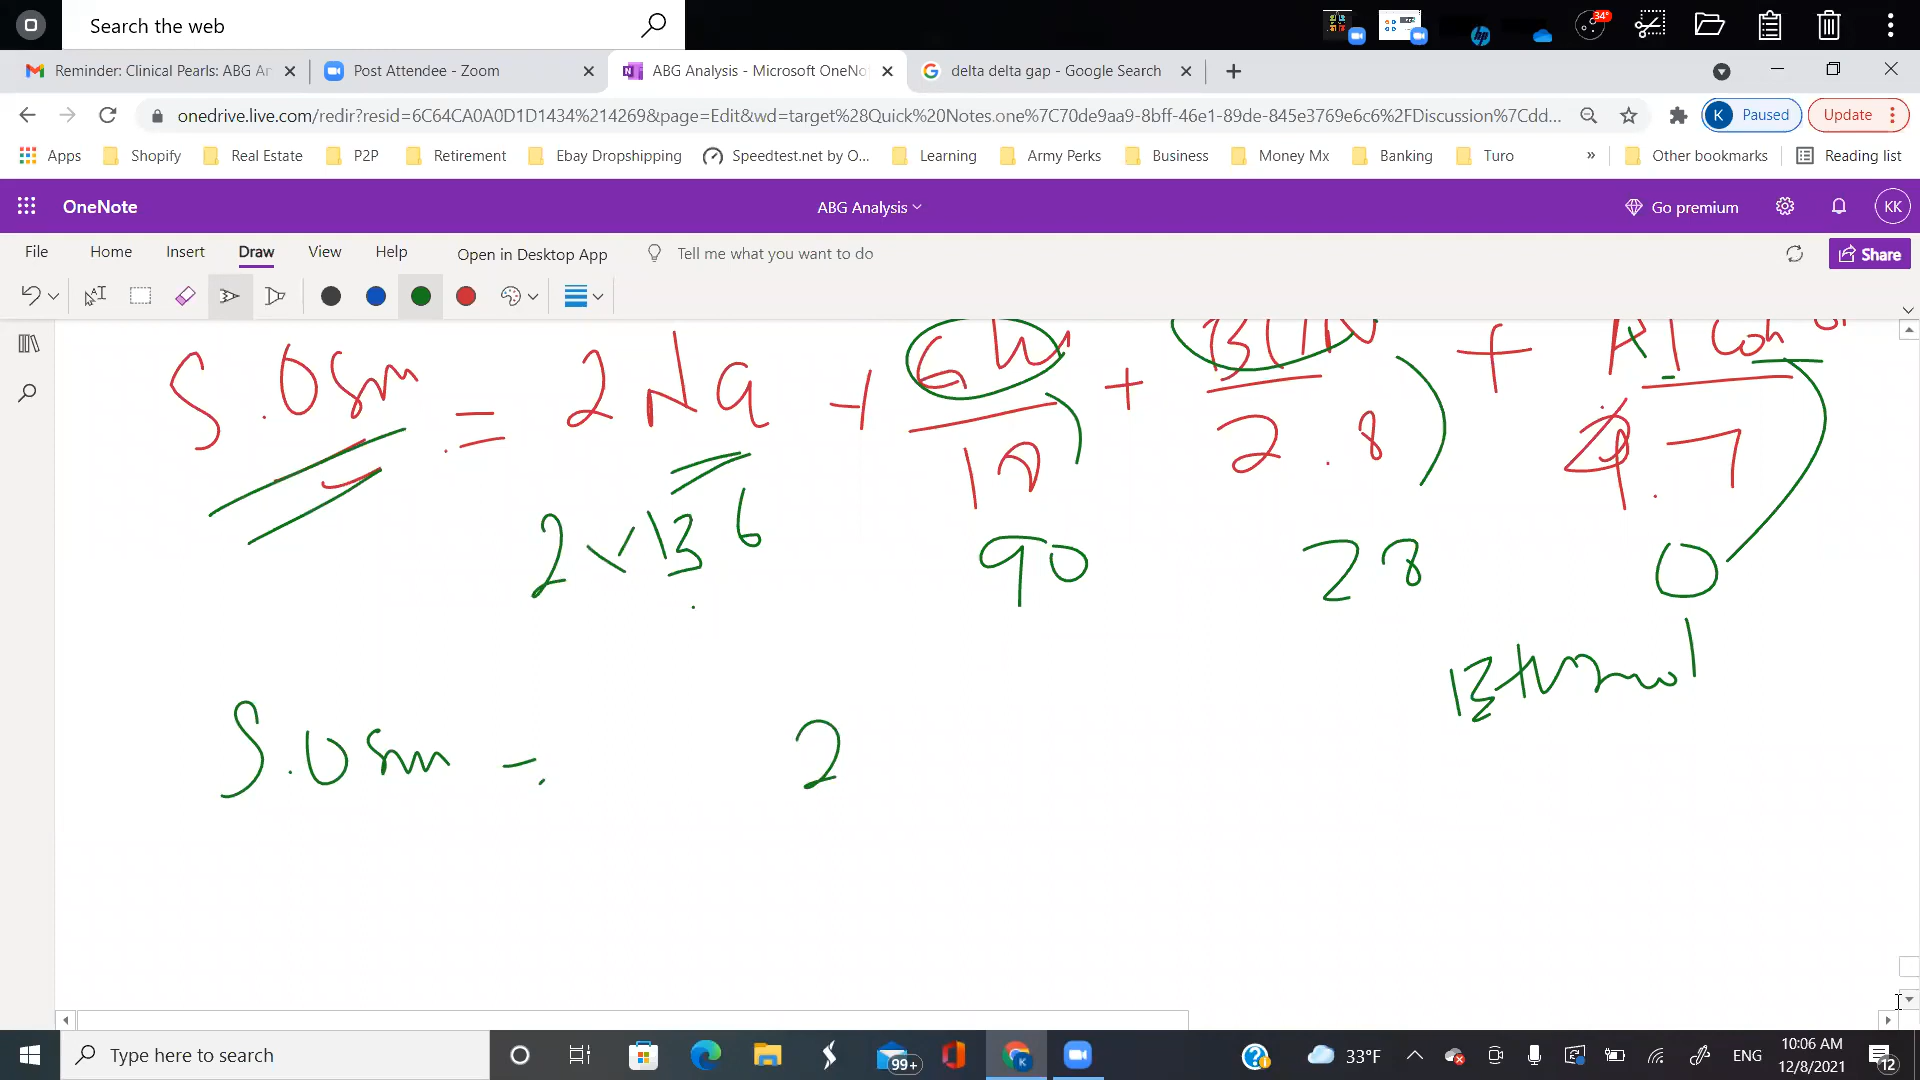 Search the web
34°
Reminder: Clinical Pearls: ABG An
Post Attendee - Zoom
ABG Analysis - Microsoft OneNo
delta delta gap - Google Search
onedrive.live.com/redir?resid=6C64CA0A0D1D1434%214269&page=Edit&wd=target%28Quick%20Notes.one%7C70de9aa9-8bff-46e1-89de-845e3769e6c6%2FDiscussion%7Cdd...
K Paused
Update
Apps Shopify Real Estate P2P Retirement Ebay Dropshipping Speedtest.net by O... Learning Army Perks Business Money Mx Banking Turo » Other bookmarks Reading list
OneNote
ABG Analysis
Go premium
KK
File Home Insert Draw View Help Open in Desktop App Tell me what you want to do
Share
S.Osm = 2 Na + Glu + BUN +
18 2.8 .7
2 x 136 90 28 0
S.Osm = 2
Type here to search
99+
33°F
ENG
10:06 AM
12/8/2021
12